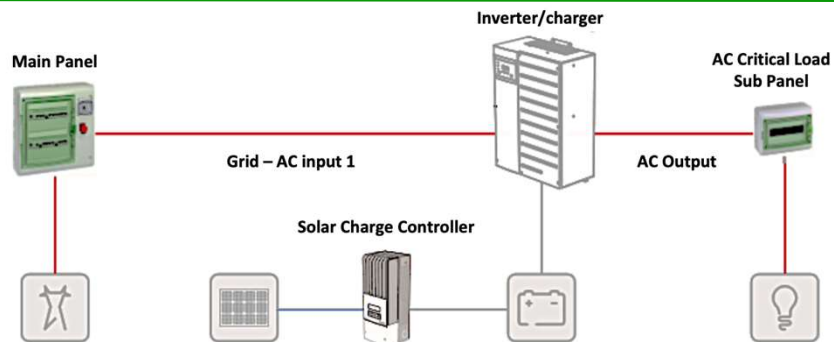 Inverter/charger
Main Panel
AC Critical Load
Sub Panel
Grid – AC input 1
AC Output
Solar Charge Controller